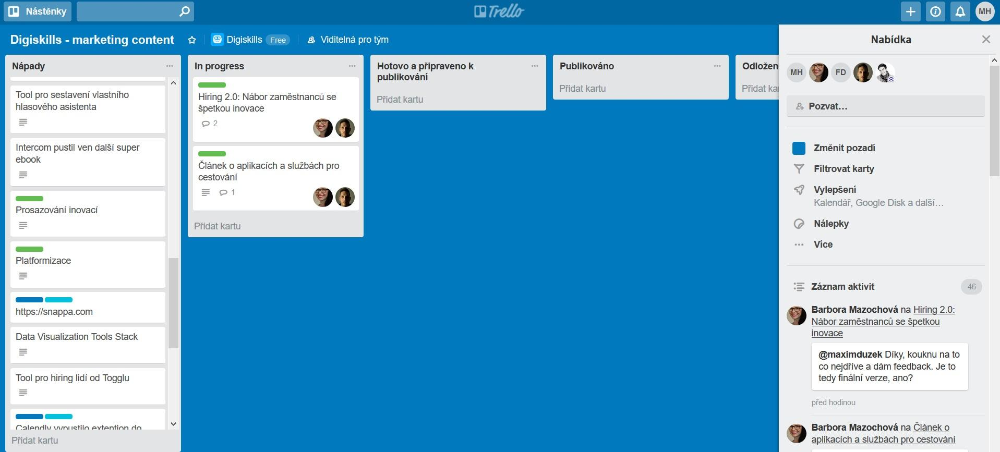 Nástěnky
Trello
MH
Digiskills - marketing content
Digiskills
Free
Viditelná pro tým
Nápady
Tool pro sestavení vlastního
hlasového asistenta
Intercom pustil ven další super
ebook
Prosazování inovací
Platformizace
https://snappa.com
Data Visualization Tools Stack
Tool pro hiring lidí od Togglu
Calendly vypustilo extention do
Přidat kartu
In progress
Hiring 2.0: Nábor zaměstnanců se
špetkou inovace
2
Článek o aplikacích a službách pro
cestování
1
Přidat kartu
Hotovo a připraveno k
publikování
Přidat kartu
Publikováno
Přidat kartu
Odložen
Přidat ka
Nabídka
MH
FD
Pozvat…
Změnit pozadí
Filtrovat karty
Vylepšení
Kalendář, Google Disk a další…
Nálepky
Více
Záznam aktivit
46
Barbora Mazochová na Hiring 2.0:
Nábor zaměstnanců se špetkou
inovace
@maximduzek Díky, kouknu na to
co nejdříve a dám feedback. Je to
tedy finální verze, ano?
před hodinou
Barbora Mazochová na Článek o
aplikacích a službách pro cestování